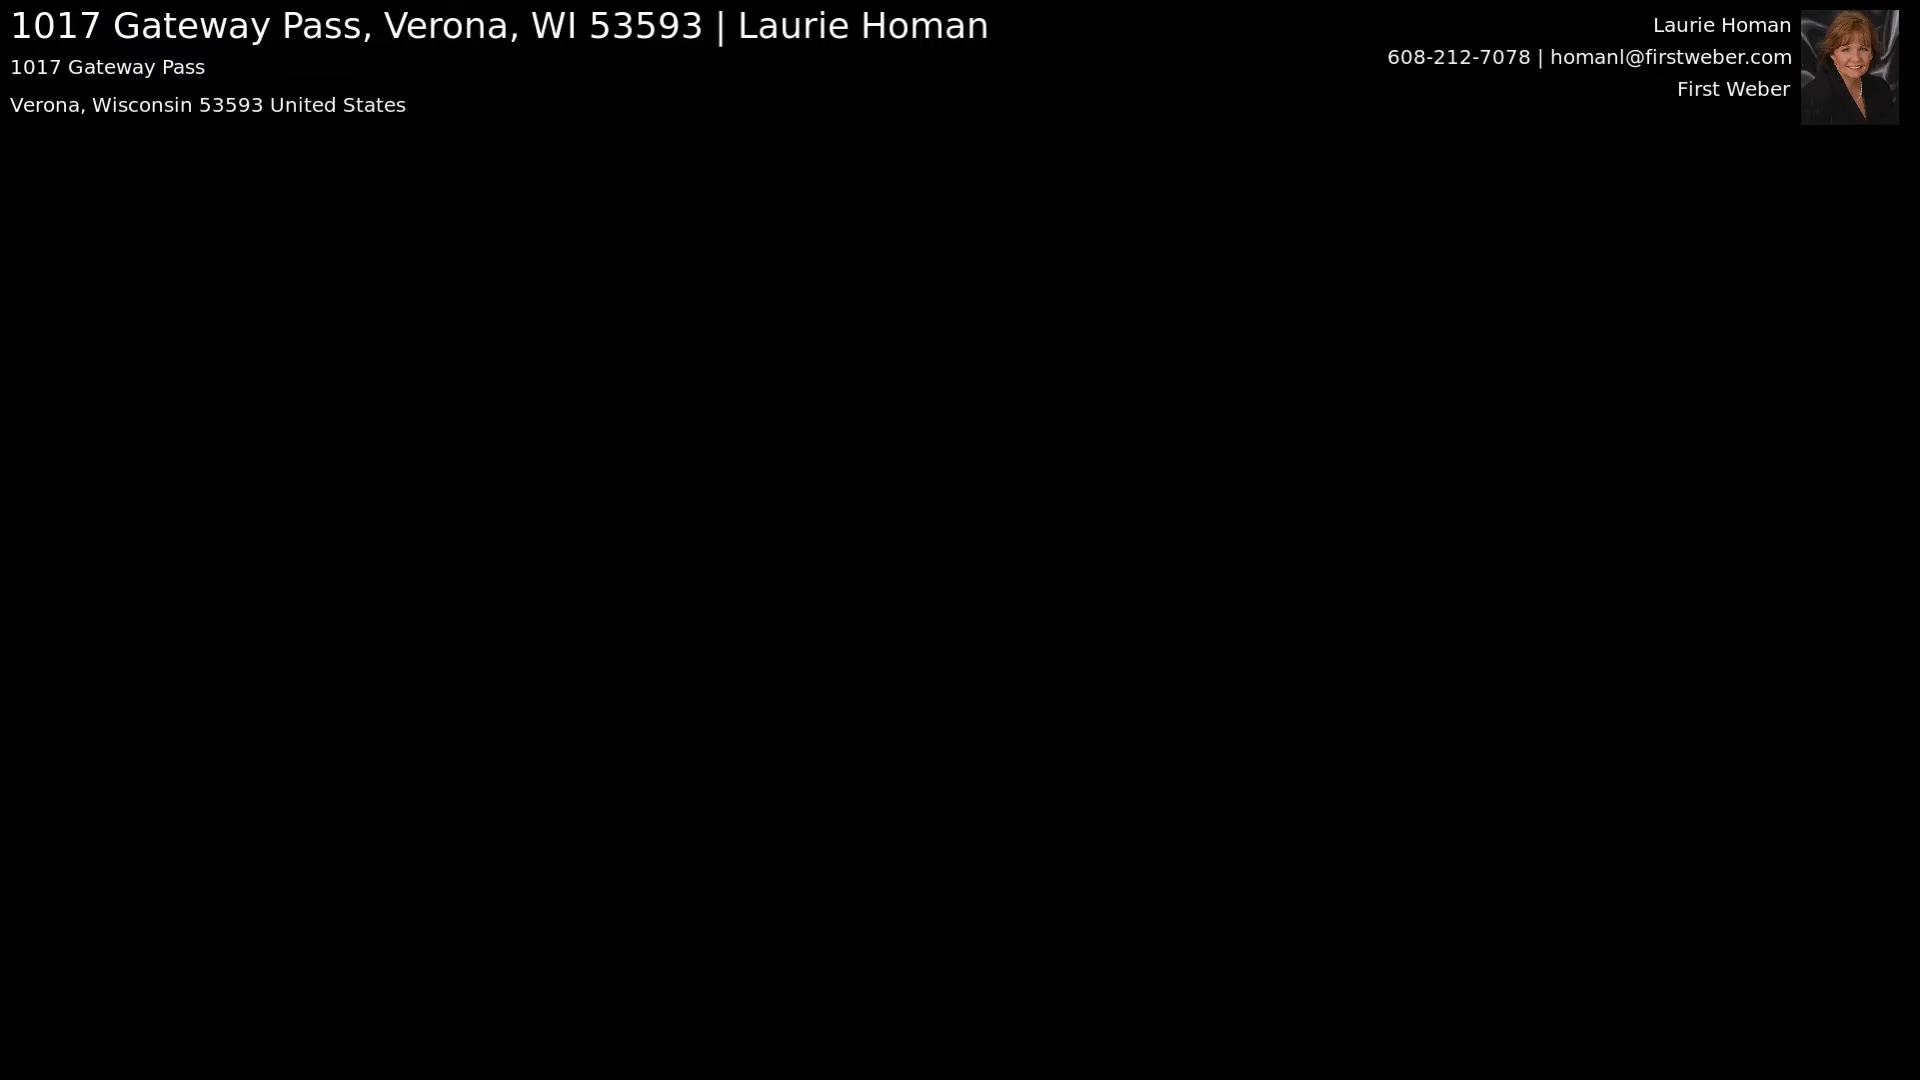 1017 Gateway Pass, Verona, WI 53593 | Laurie Homan
1017 Gateway Pass
Verona, Wisconsin 53593 United States
Laurie Homan
608-212-7078 | homanl@firstweber.com
First Weber